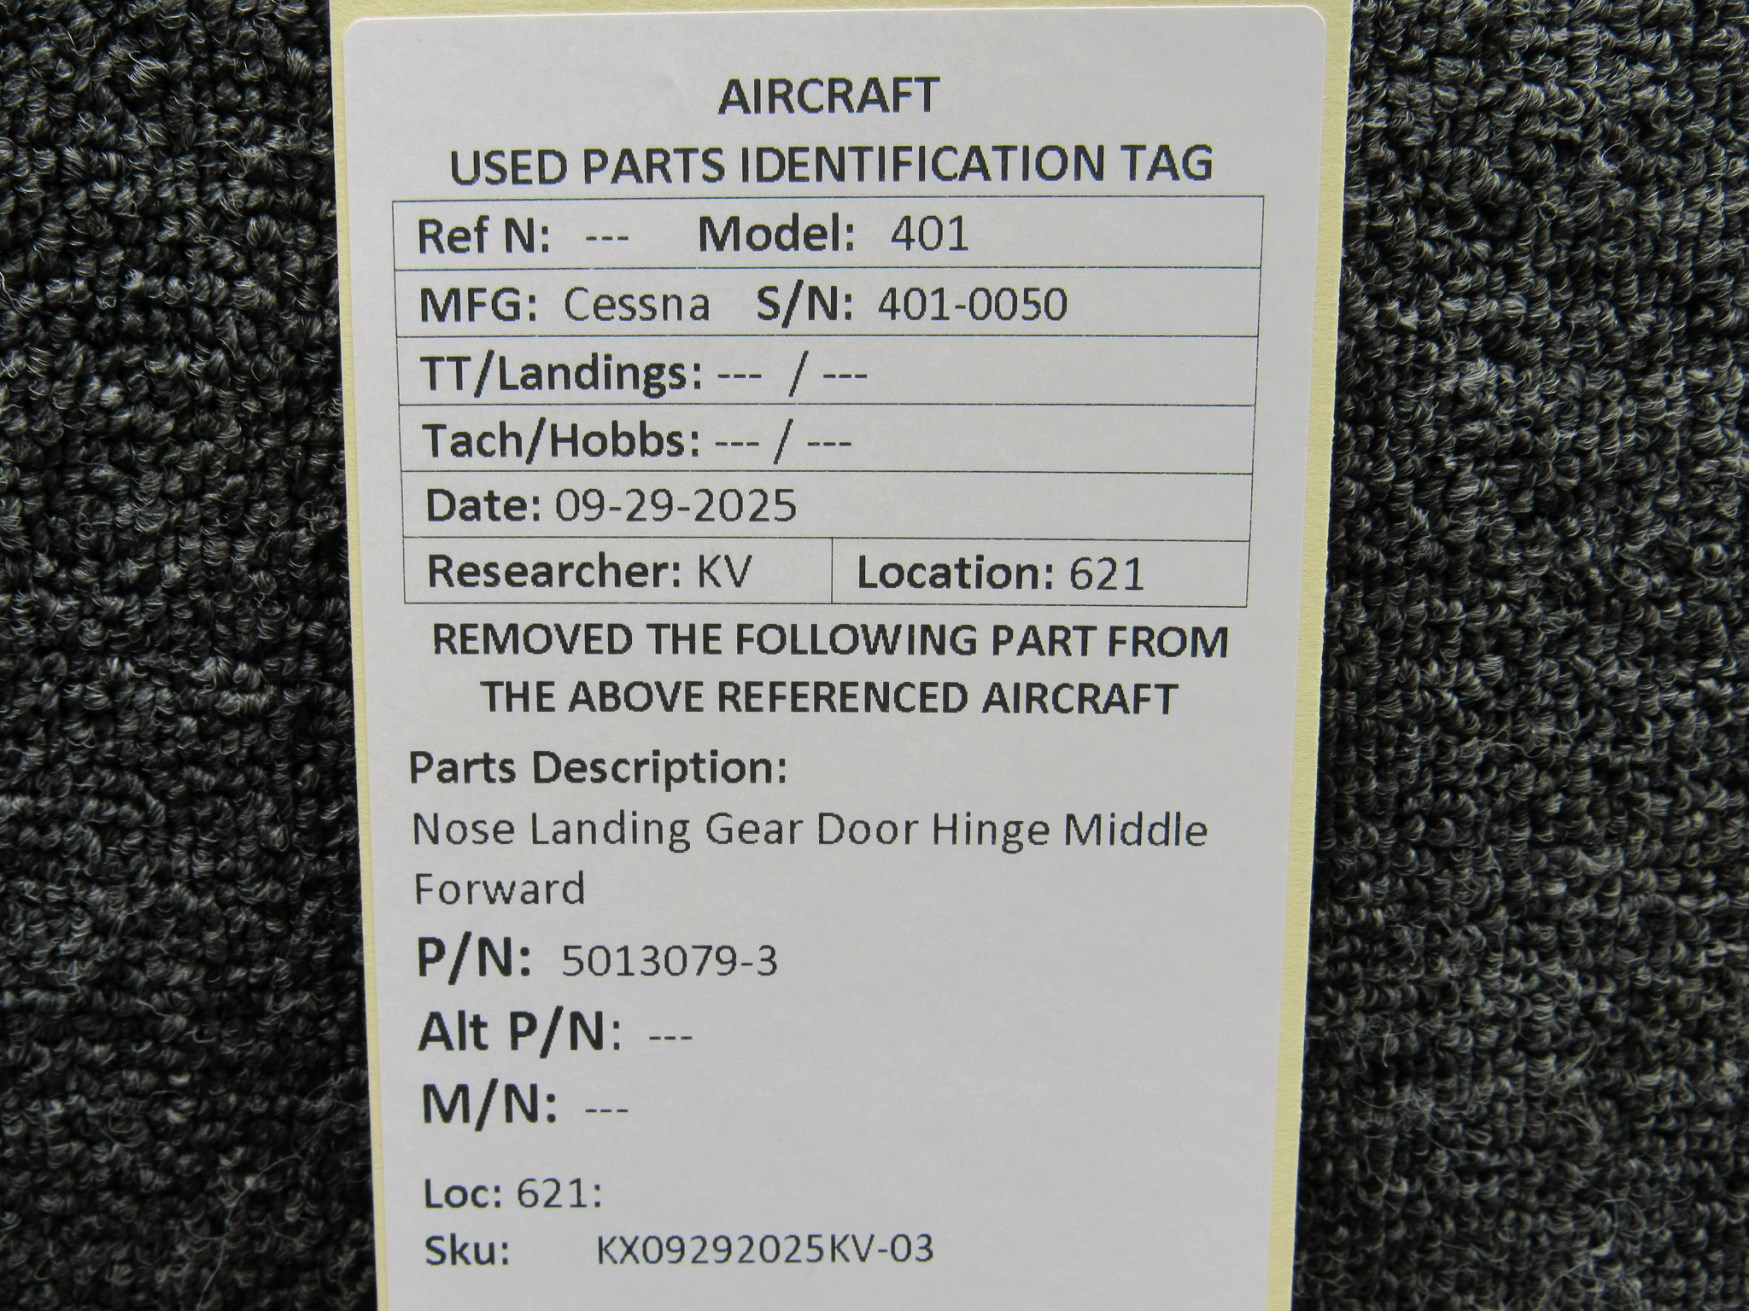 AIRCRAFT
USED PARTS IDENTIFICATION TAG
Ref N: --- Model: 401
MFG: Cessna S/N: 401-0050
TT/Landings: --- / ---
Tach/Hobbs: --- / ---
Date: 09-29-2025
Researcher: KV Location: 621
REMOVED THE FOLLOWING PART FROM
THE ABOVE REFERENCED AIRCRAFT
Parts Description:
Nose Landing Gear Door Hinge Middle
Forward
P/N: 5013079-3
Alt P/N: ---
M/N: ---
Loc: 621:
Sku: KX09292025KV-03